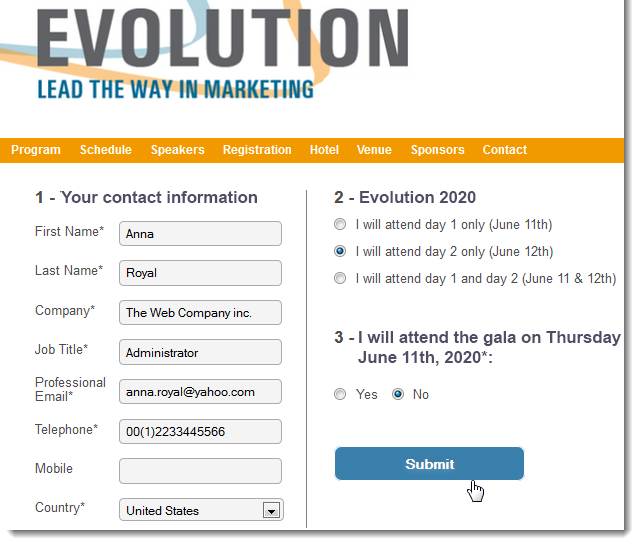 EVOLUTION
LEAD THE WAY IN MARKETING
Program Schedule Speakers Registration Hotel Venue Sponsors Contact
1 - Your contact information
First Name* Anna
Last Name* Royal
Company* The Web Company inc.
Job Title* Administrator
Professional
Email* anna.royal@yahoo.com
Telephone* 00(1)2233445566
Mobile
Country* United States
2 - Evolution 2020
I will attend day 1 only (June 11th)
I will attend day 2 only (June 12th)
I will attend day 1 and day 2 (June 11 & 12th)
3 - I will attend the gala on Thursday
June 11th, 2020*:
Yes No
Submit